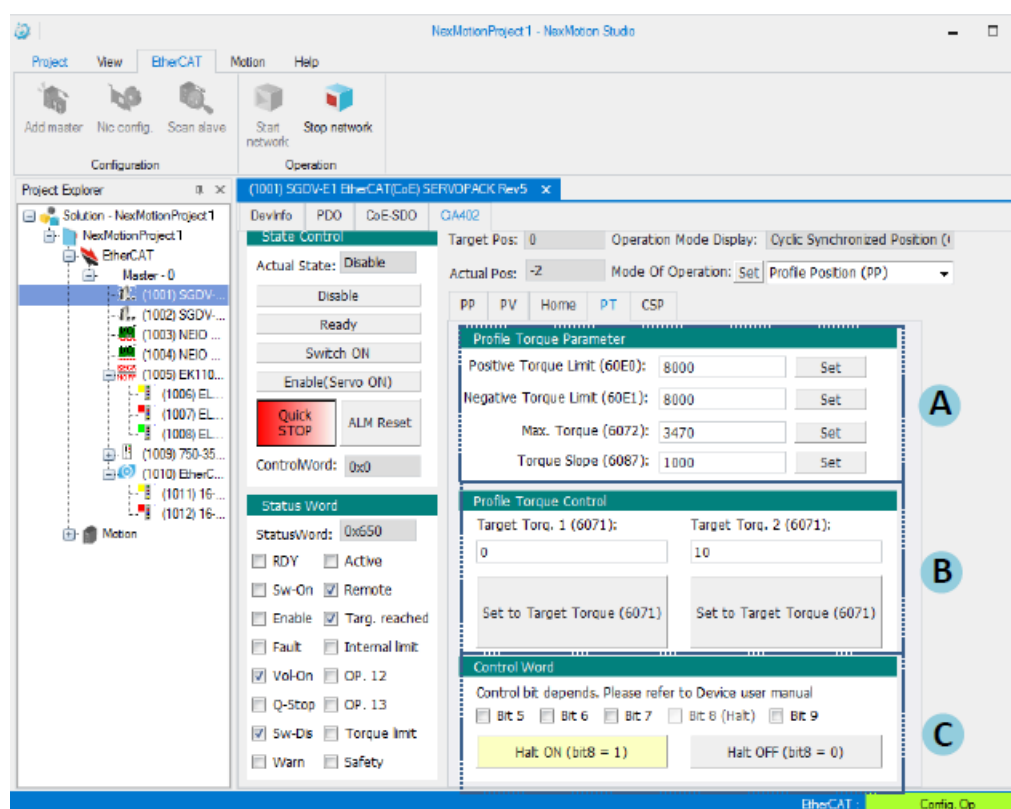 NexMotionProject1 - NexMotion Studio
Project View EtherCAT Motion Help
Add master Nic config. Scan slave Start network Stop network
Configuration Operation
Project Explorer
(1001) SGDV-E1 EtherCAT(CoE) SERVOPACK Rev5 x
Solution - NexMotionProject1
NexMotionProject1
EtherCAT
Master - 0
(1001) SGDV-...
(1002) SGDV-...
(1003) NEIO ...
(1004) NEIO ...
(1005) EK110...
(1006) EL...
(1007) EL...
(1008) EL...
(1009) 750-35...
(1010) EtherC...
(1011) 16-...
(1012) 16-...
Motion
DevInfo PDO CoE-SDO CiA402
State Control
Actual State: Disable
Disable
Ready
Switch ON
Enable(Servo ON)
Quick STOP ALM Reset
ControlWord: 0x0
Status Word
StatusWord: 0x650
RDY Active
Sw-On Remote
Enable Targ. reached
Fault Internal limit
Vol-On OP. 12
Q-Stop OP. 13
Sw-Dis Torque limit
Warn Safety
Target Pos: 0 Operation Mode Display: Cyclic Synchronized Position (
Actual Pos: -2 Mode Of Operation: Set Profile Position (PP)
PP PV Home PT CSP
Profile Torque Parameter
Positive Torque Limit (60E0): 8000 Set
Negative Torque Limit (60E1): 8000 Set
Max. Torque (6072): 3470 Set
Torque Slope (6087): 1000 Set
A
Profile Torque Control
Target Torq. 1 (6071): Target Torq. 2 (6071):
0 10
Set to Target Torque (6071) Set to Target Torque (6071)
B
Control Word
Control bit depends. Please refer to Device user manual
Bit 5 Bit 6 Bit 7 Bit 8 (Halt) Bit 9
Halt ON (bit8 = 1) Halt OFF (bit8 = 0)
C
EtherCAT : Config. Op